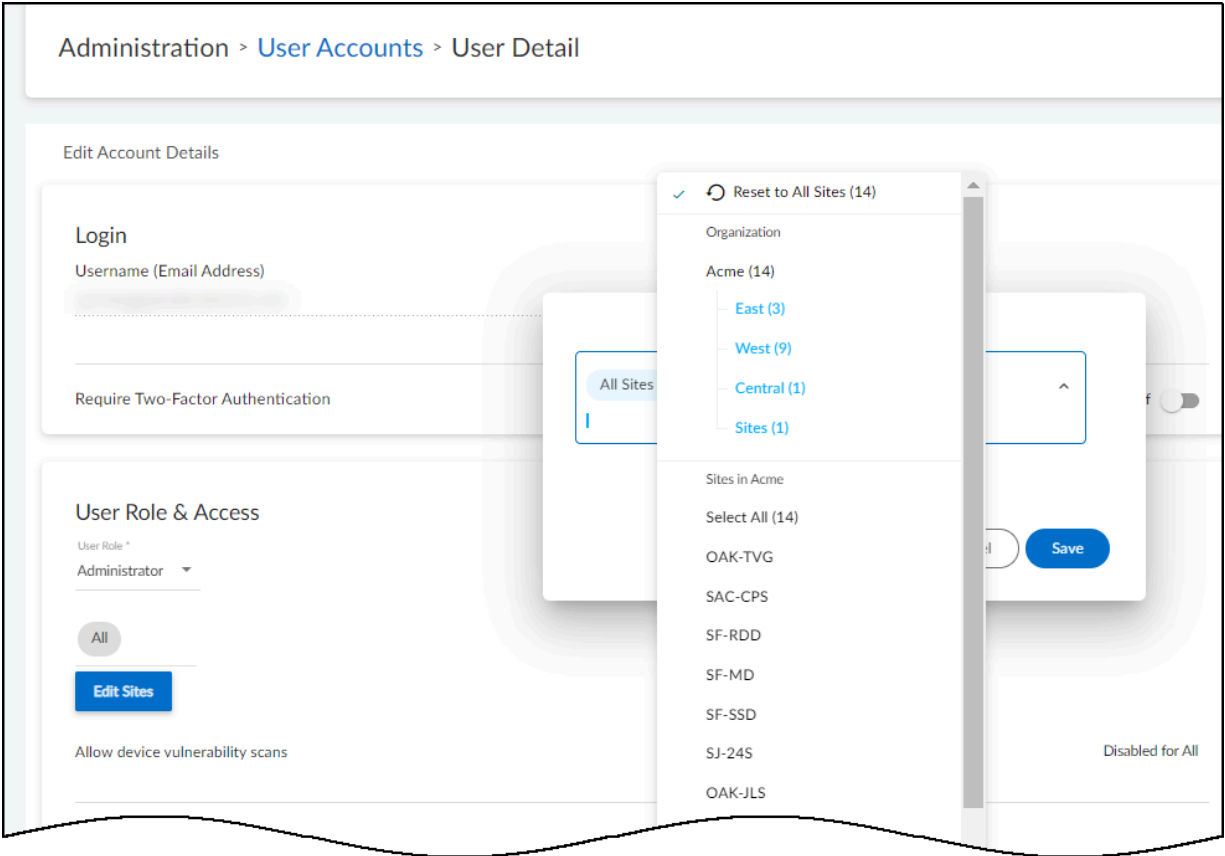 Administration > User Accounts > User Detail
Edit Account Details
Login
Username (Email Address)
Require Two-Factor Authentication
User Role & Access
User Role *
Administrator
All
Edit Sites
Allow device vulnerability scans
Disabled for All
All Sites
Save
Reset to All Sites (14)
Organization
Acme (14)
East (3)
West (9)
Central (1)
Sites (1)
Sites in Acme
Select All (14)
OAK-TVG
SAC-CPS
SF-RDD
SF-MD
SF-SSD
SJ-24S
OAK-JLS